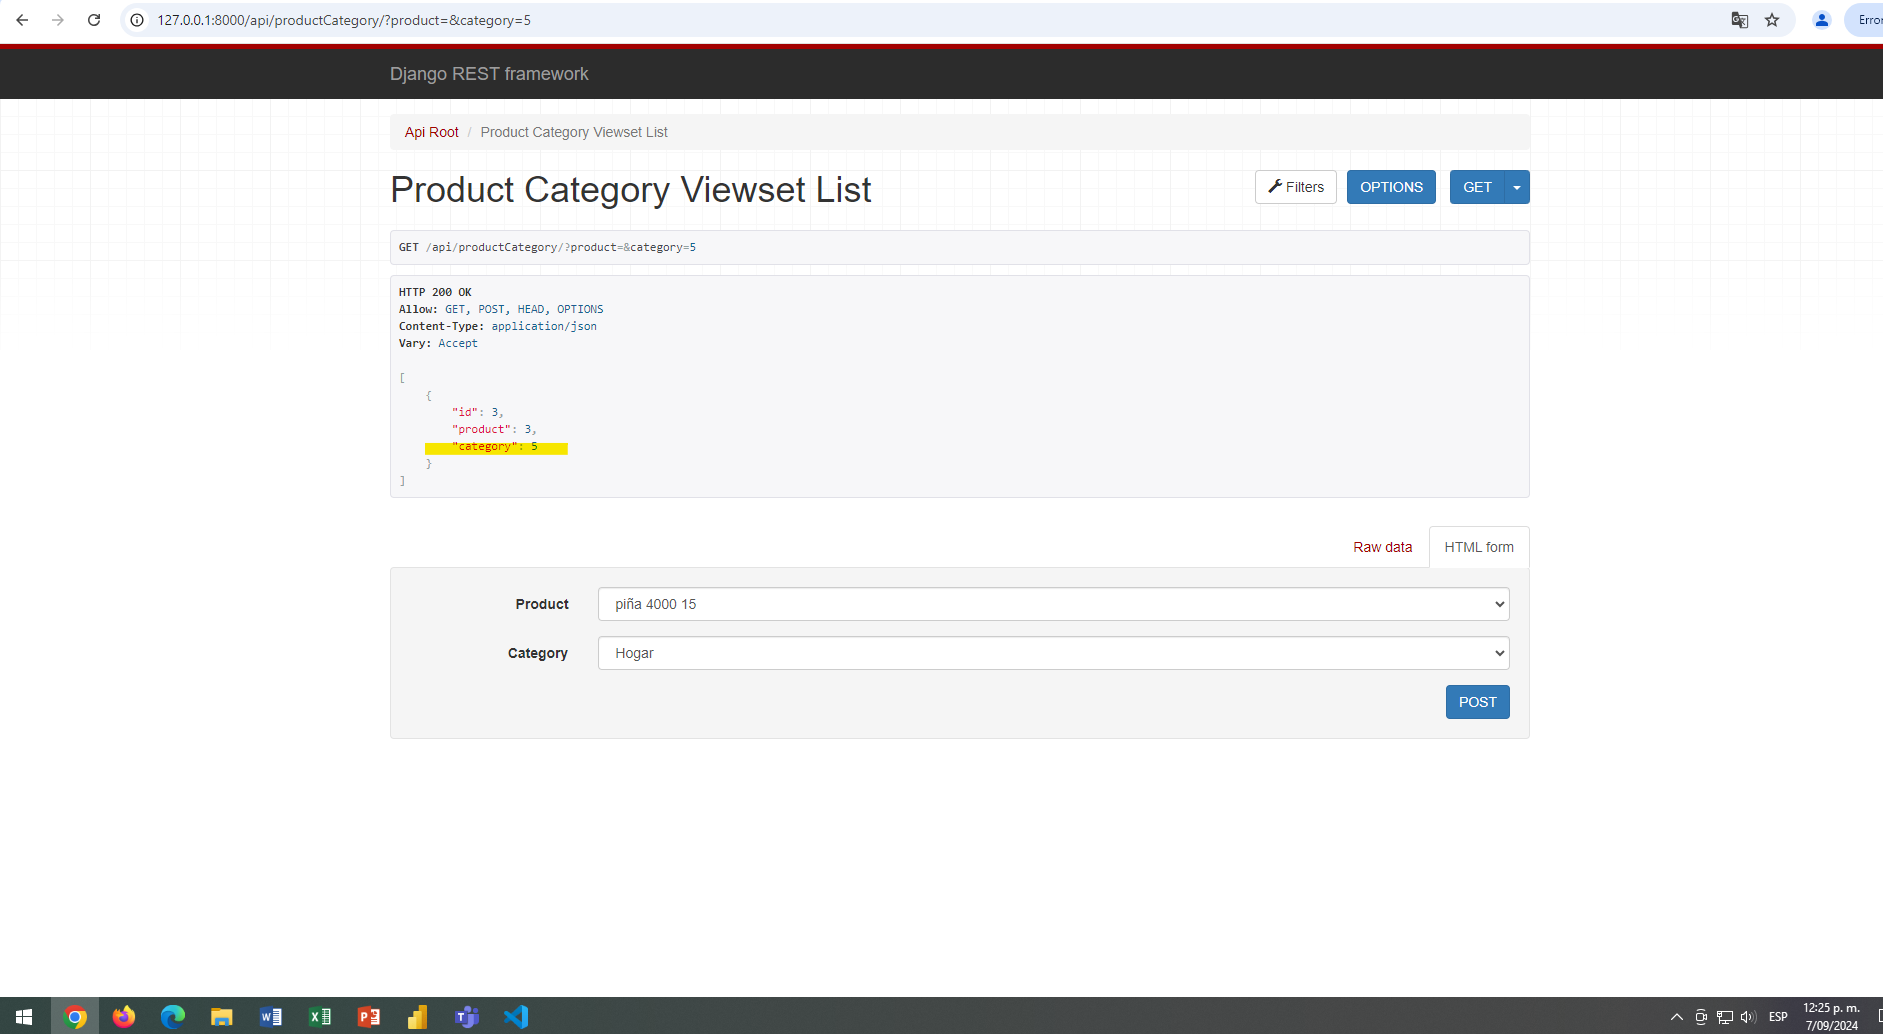 127.0.0.1:8000/api/productCategory/?product=&category=5
Django REST framework
Api Root / Product Category Viewset List
Product Category Viewset List
Filters
OPTIONS
GET
GET /api/productCategory/?product=&category=5
HTTP 200 OK
Allow: GET, POST, HEAD, OPTIONS
Content-Type: application/json
Vary: Accept
[
{
"id": 3,
"product": 3,
"category": 5
}
]
Raw data
HTML form
Product
piña 4000 15
Category
Hogar
POST
ESP
12:25 p. m.
7/09/2024